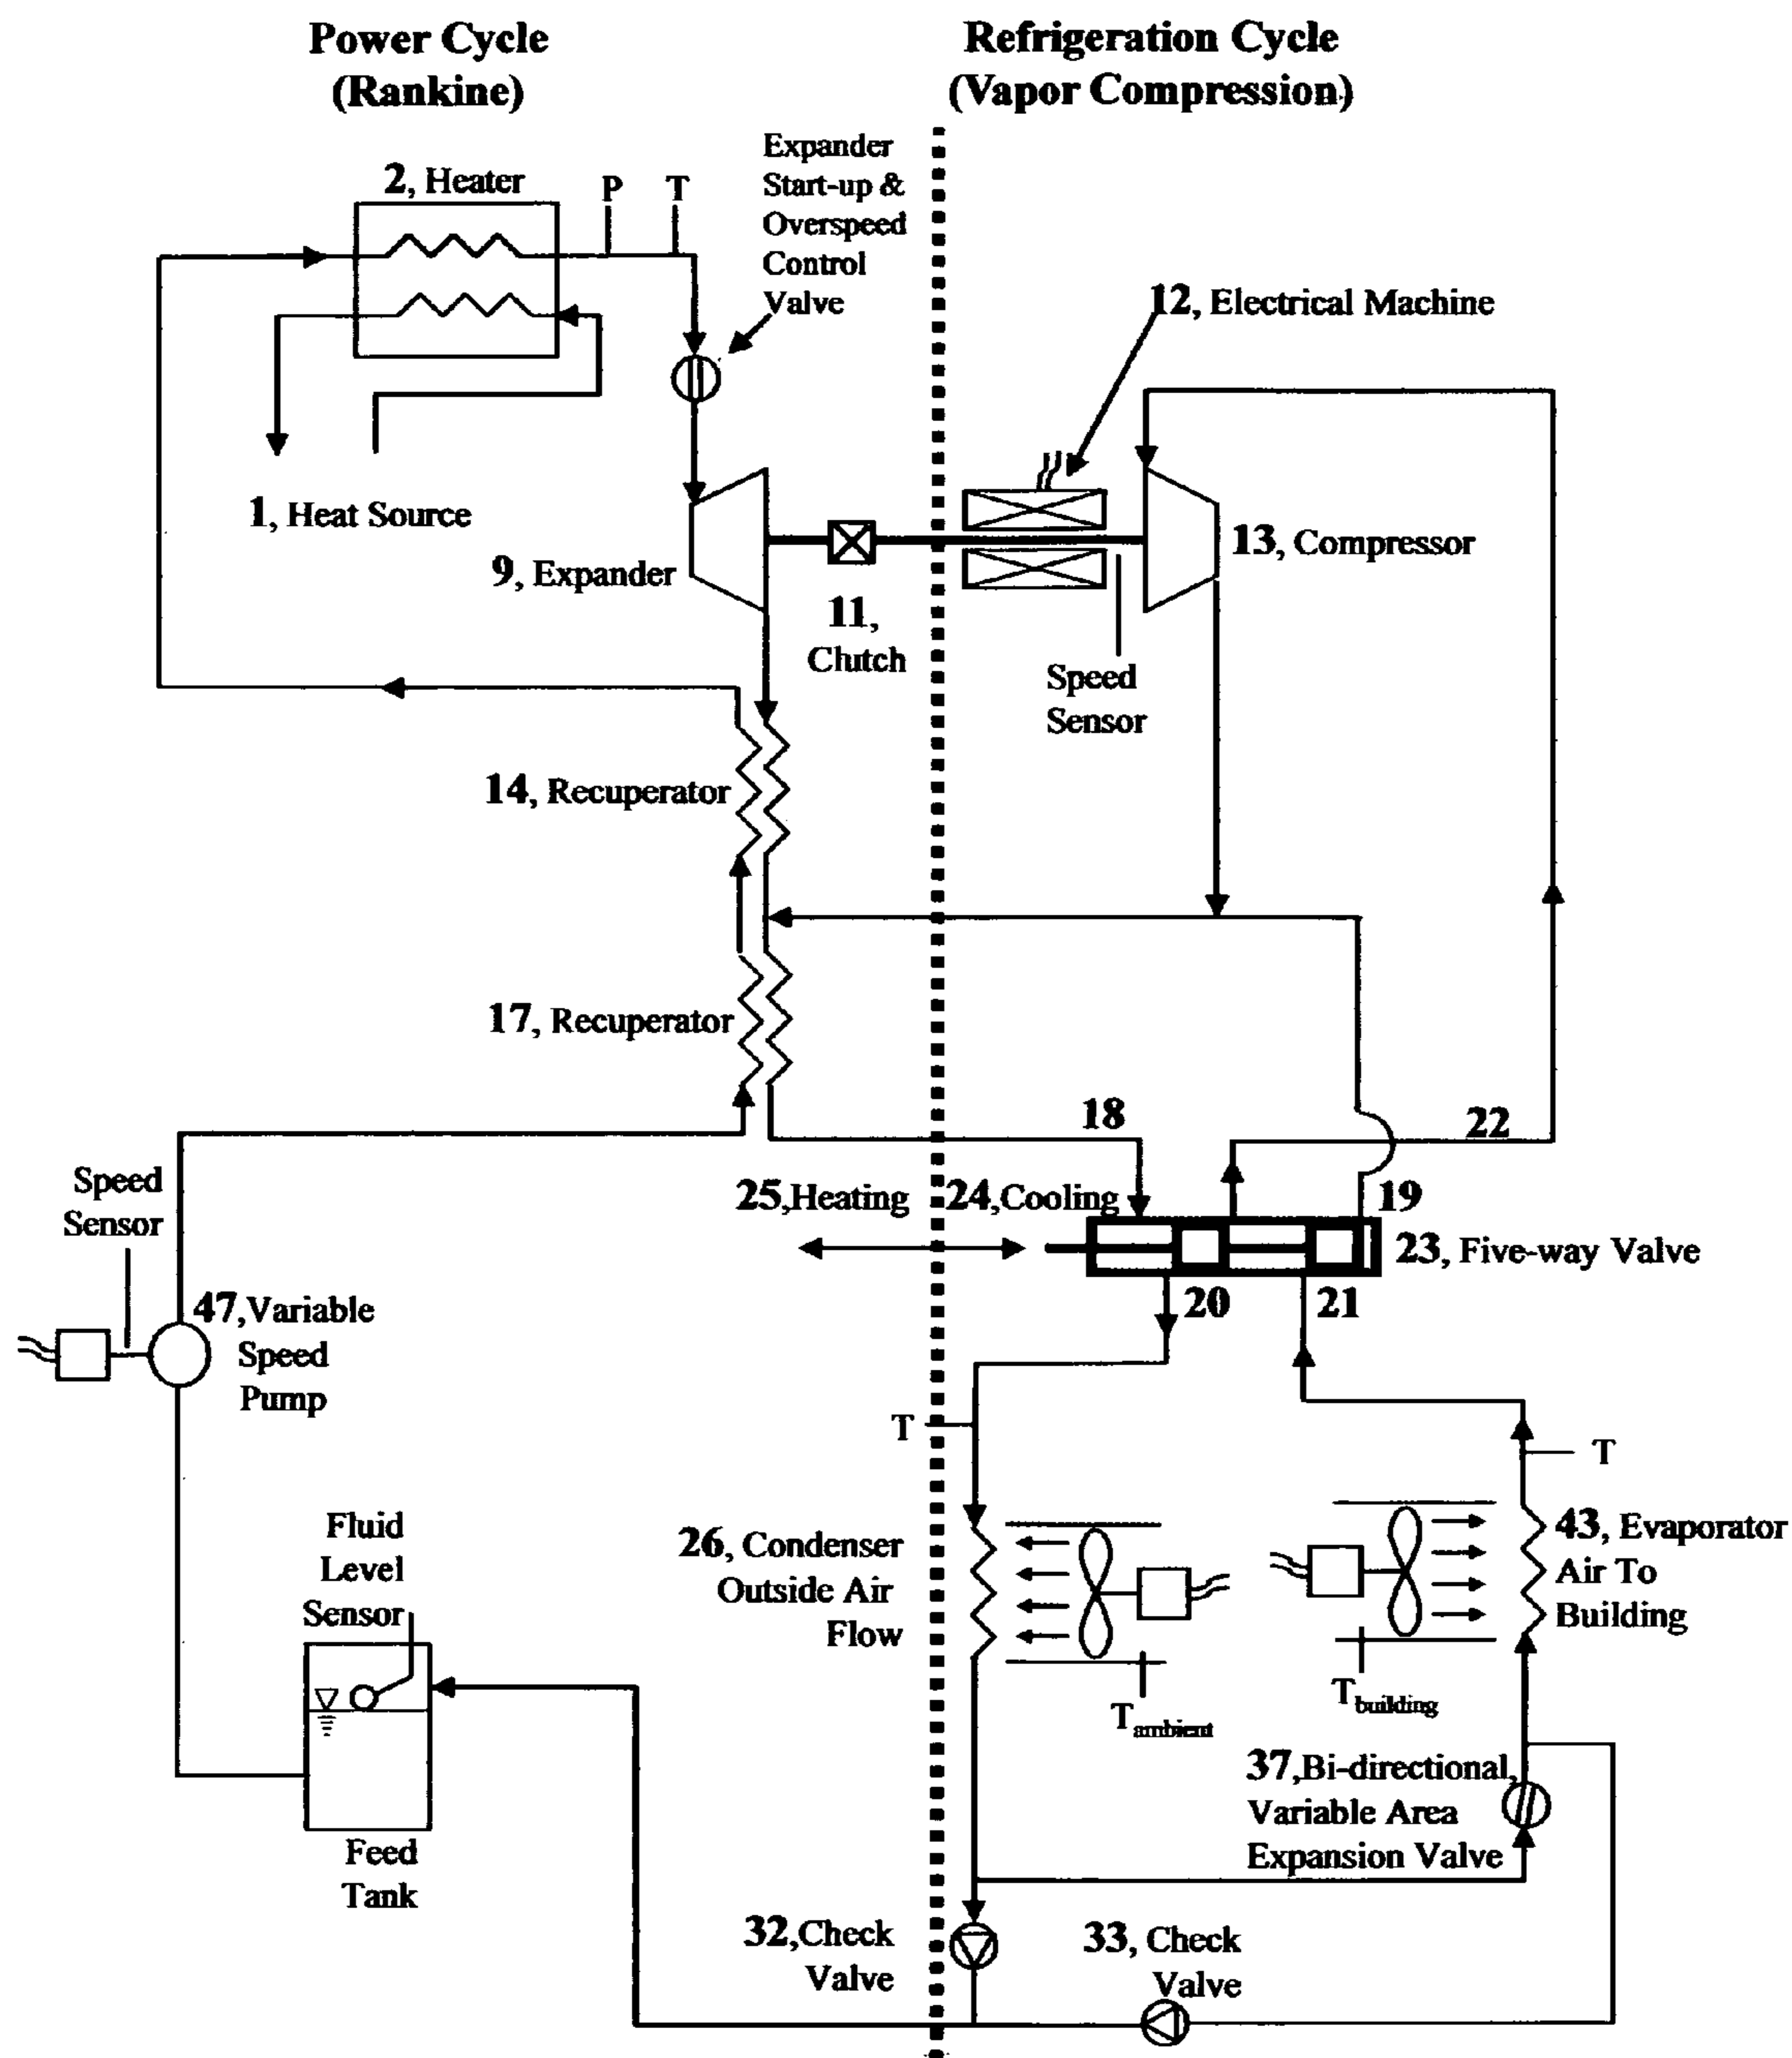 Power Cycle
(Rankine)
Refrigeration Cycle
(Vapor Compression)
Expander
Start-up &
Overspeed
Control
Valve
2, Heater
P
T
12, Electrical Machine
1, Heat Source
9, Expander
11,
Clutch
13, Compressor
Speed
Sensor
14, Recuperator
17, Recuperator
18
22
Speed
Sensor
25,Heating
24,Cooling
19
23, Five-way Valve
20
21
47,Variable
Speed
Pump
T
T
Fluid
Level
Sensor
26, Condenser
Outside Air
Flow
43, Evaporator
Air To
Building
Tambient
Tbuilding
37,Bi-directional,
Variable Area
Expansion Valve
Feed
Tank
32,Check
Valve
33, Check
Valve